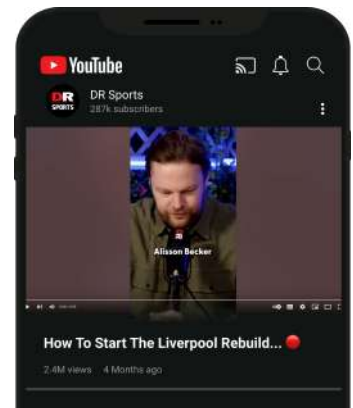 YouTube
DR Sports
DR
SPORTS
287k subscribers
Alisson Becker
How To Start The Liverpool Rebuild...
2.4M views 4 Months ago